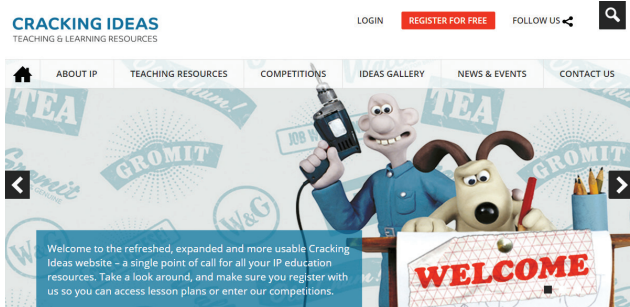 CRACKING IDEAS
TEACHING & LEARNING RESOURCES
LOGIN
REGISTER FOR FREE
FOLLOW US
ABOUT IP
TEACHING RESOURCES
COMPETITIONS
IDEAS GALLERY
NEWS & EVENTS
CONTACT US
TEA
GROMIT
JOB
TEA
GROMIT
W&G
Welcome to the refreshed, expanded and more usable Cracking
Ideas website – a single point of call for all your IP education
resources. Take a look around, and make sure you register with
us so you can access lesson plans or enter our competitions.
WELCOME